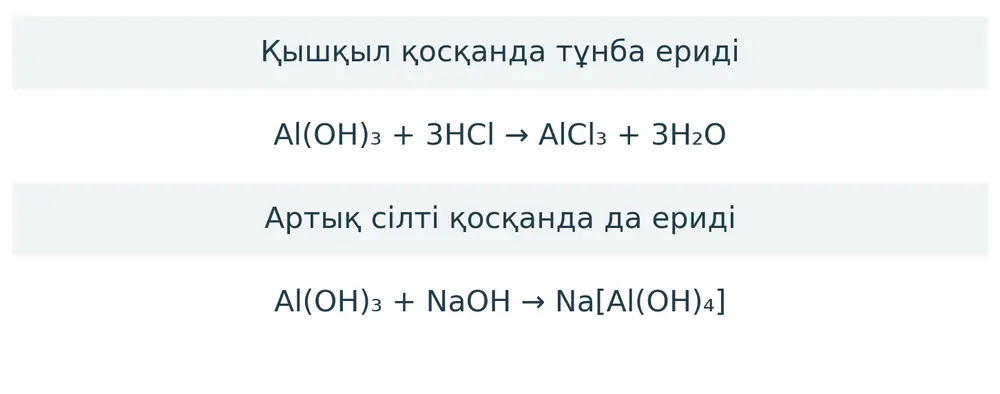 Қышқыл қосқанда тұнба ериді
Al(OH)₃ + 3HCl → AlCl₃ + 3H₂O
Артық сілті қосқанда да ериді
Al(OH)₃ + NaOH → Na[Al(OH)₄]